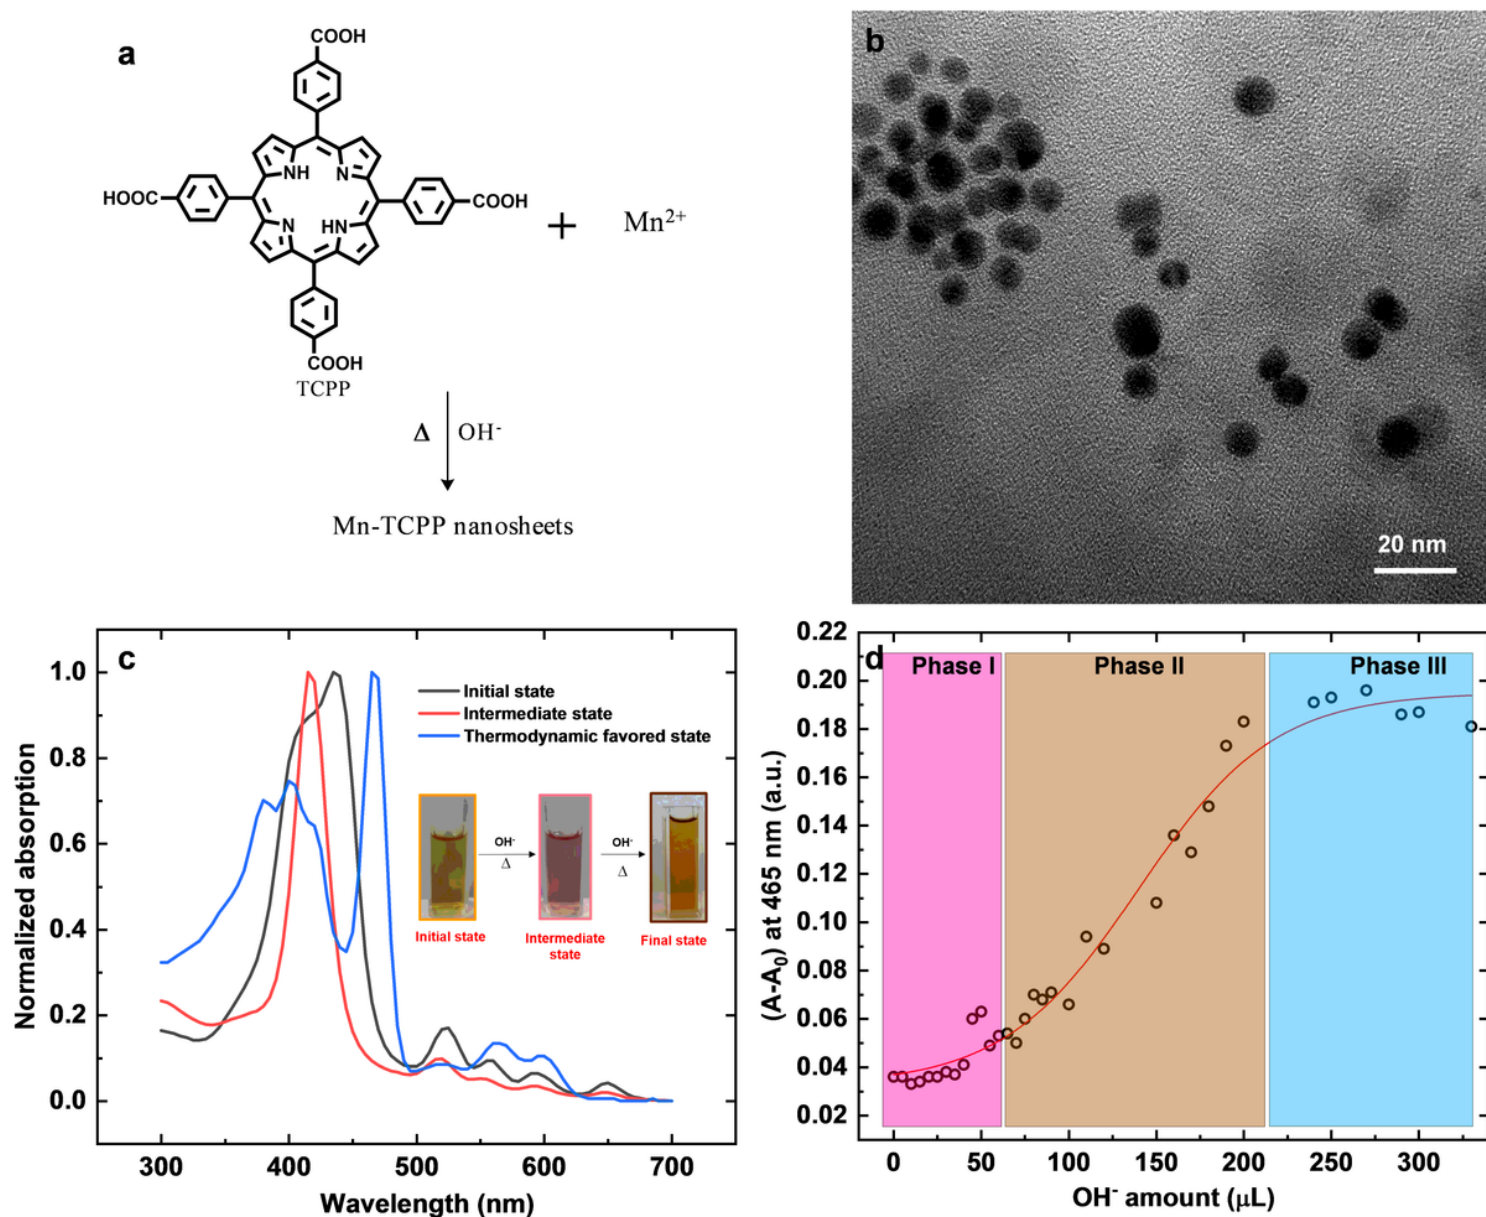 a
COOH
NH
N
HOOC
COOH
N
HN
+
Mn²⁺
COOH
TCPP
Δ
OH⁻
Mn-TCPP nanosheets
b
20 nm
c
Normalized absorption
1.0
0.8
0.6
0.4
0.2
0.0
300
400
500
600
700
Wavelength (nm)
Initial state
Intermediate state
Thermodynamic favored state
OH⁻
Δ
OH⁻
Δ
Initial state
Intermediate
state
Final state
d
Phase I
Phase II
Phase III
(A-A₀) at 465 nm (a.u.)
0.22
0.20
0.18
0.16
0.14
0.12
0.10
0.08
0.06
0.04
0.02
0
50
100
150
200
250
300
OH⁻ amount (μL)